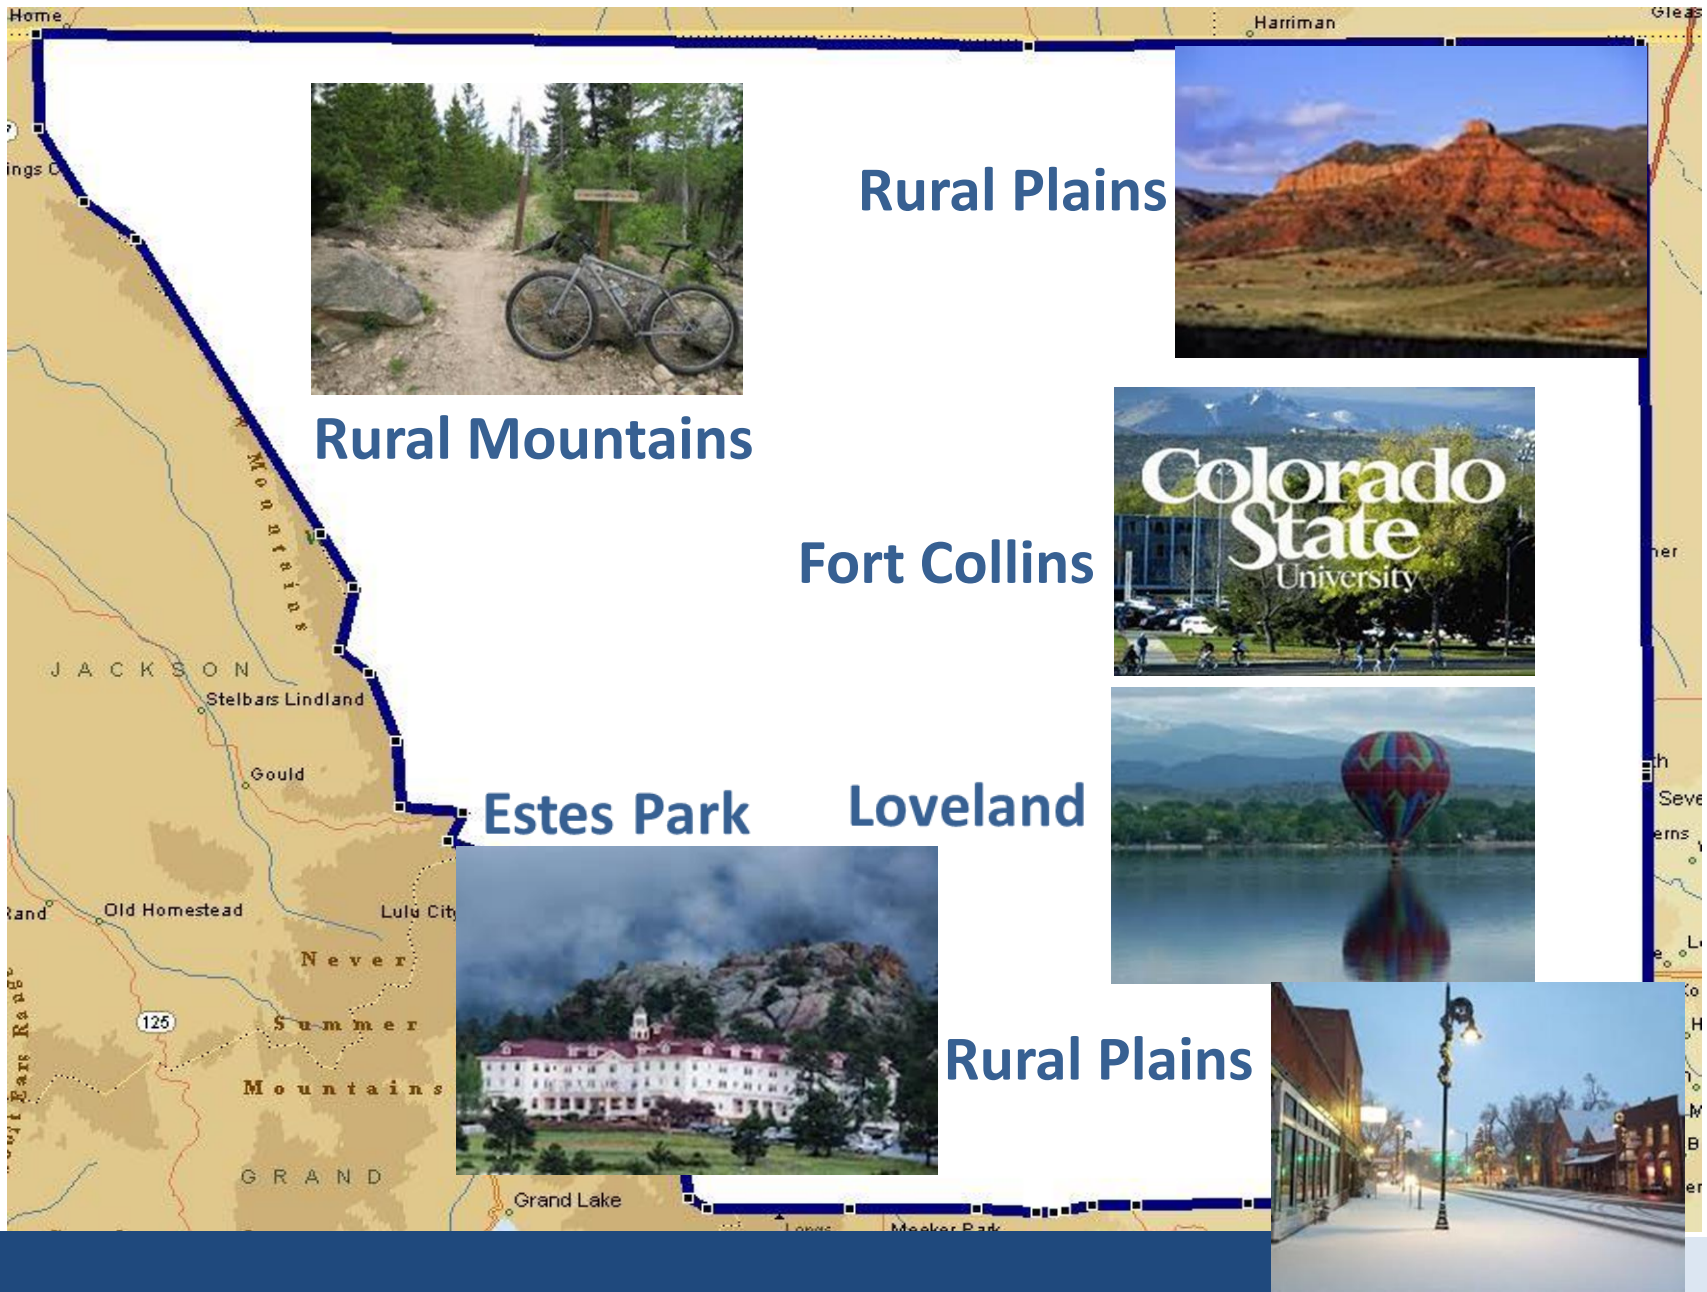 Home
Harriman
Rural Plains
Rural Mountains
Mountains
Colorado
State
University
Fort Collins
JACKSON
Stelbars Lindland
Gould
Estes Park
Loveland
Old Homestead
Lulu City
Never
Summer
Mountains
125
Rural Plains
GRAND
Grand Lake
Meeker Park